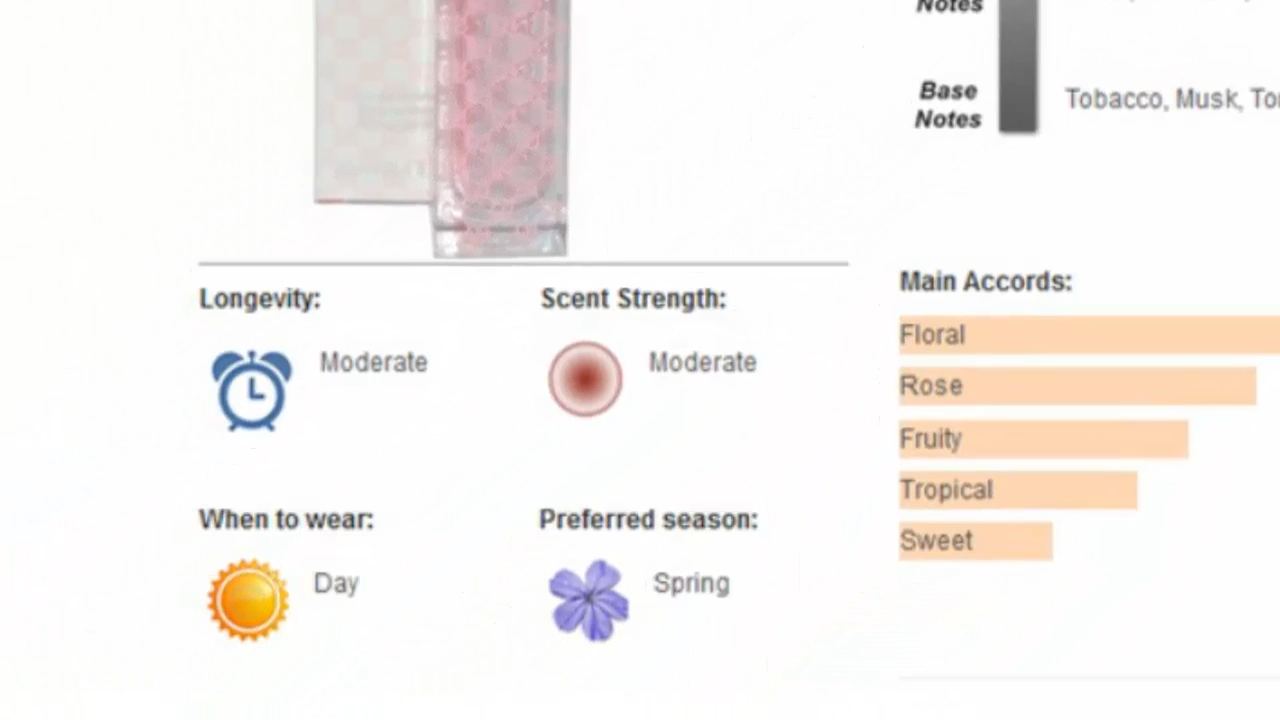 Notes
Base
Notes
Tobacco, Musk,
Longevity:
Scent Strength:
Main Accords:
Moderate
Moderate
Floral
Rose
Fruity
Tropical
Sweet
When to wear:
Preferred season:
Day
Spring